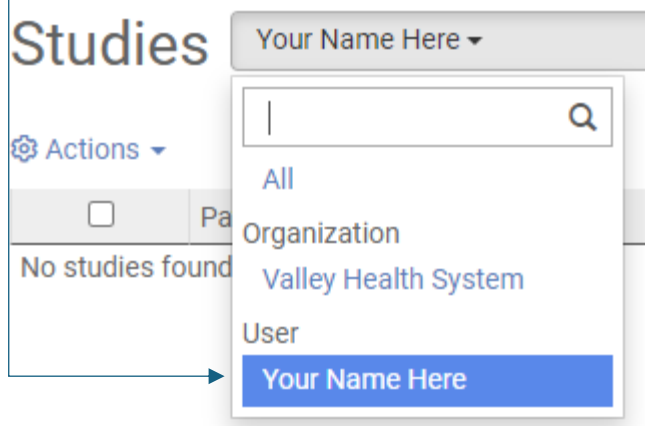 Studies
Your Name Here
Actions
All
Pa
Organization
No studies found
Valley Health System
User
Your Name Here